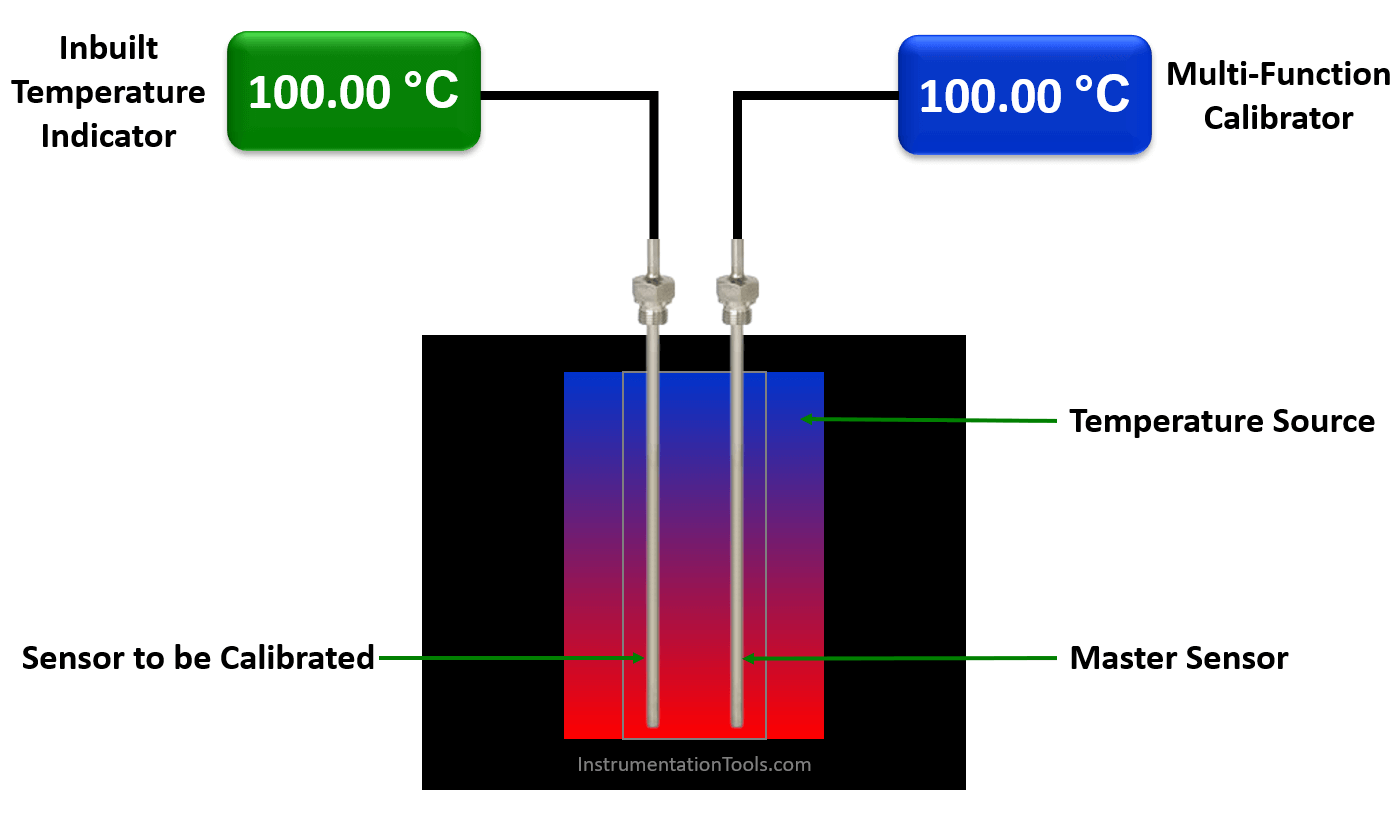 Inbuilt
Temperature
Indicator
100.00 °C
100.00 °C
Multi-Function
Calibrator
Temperature Source
Sensor to be Calibrated
Master Sensor
InstrumentationTools.com